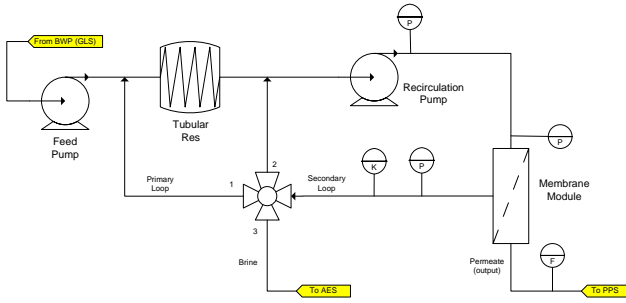 From BWP (GLS)
Feed
Pump
Tubular
Res
P
Recirculation
Pump
P
Primary
Loop
1
2
3
Secondary
Loop
K
P
Membrane
Module
Brine
To AES
Permeate
(output)
F
To PPS